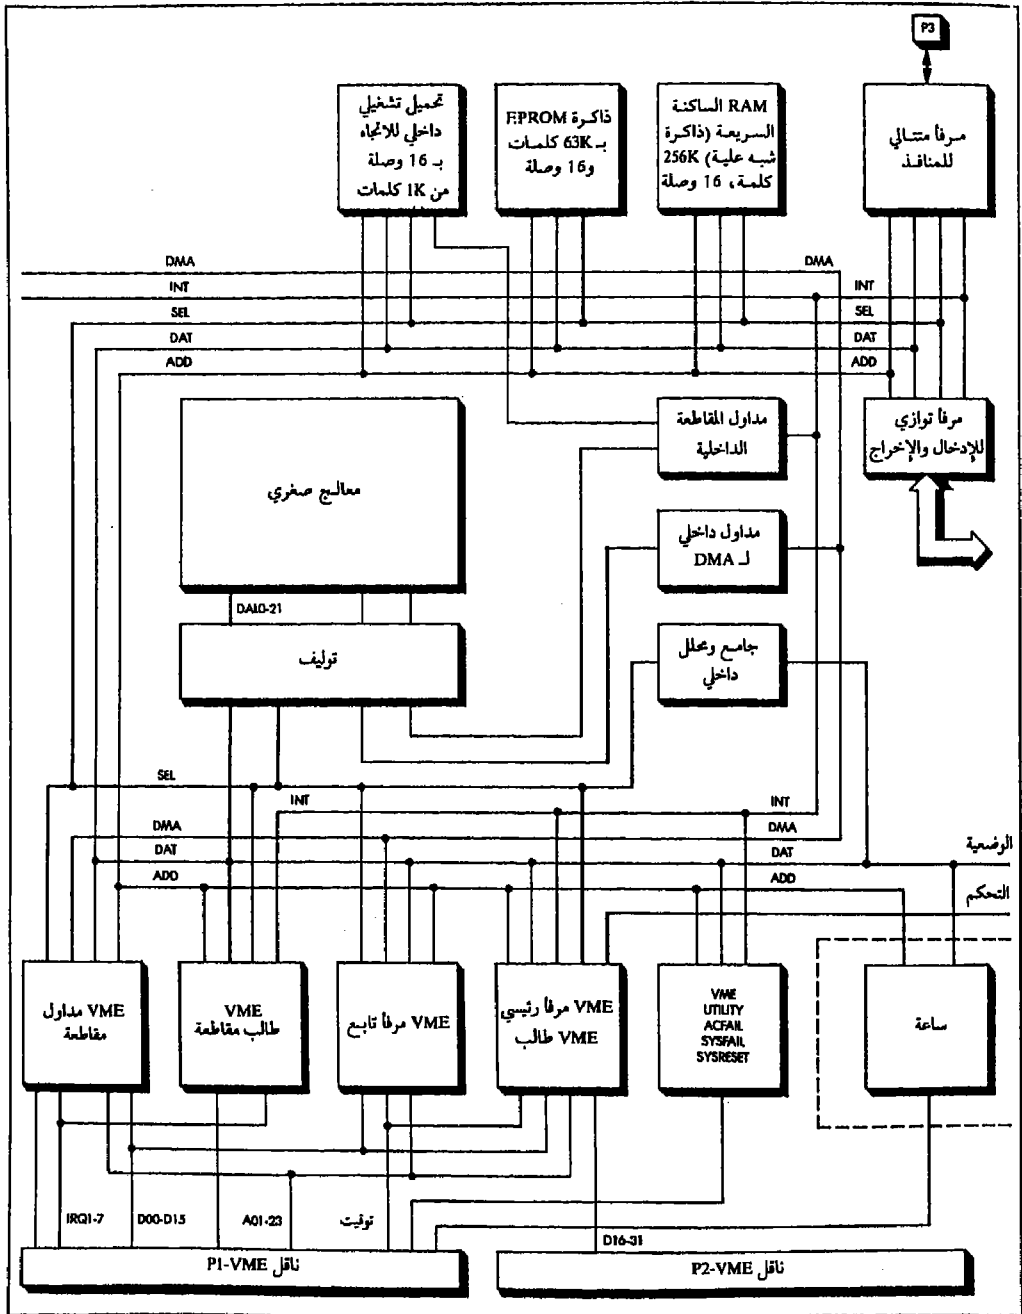 P3
تحميل تشغيلي
داخلي للاتجاه
بـ 16 وصلة
من 1K كلمات
ذاكرة EPROM
بـ 63K كلمات
و16 وصلة
RAM الساكنة
السريعة (ذاكرة
شبه علية) 256K
كلمة، 16 وصلة
مرفأ متتالي
للمنافذ
DMA
DMA
INT
INT
SEL
SEL
DAT
DAT
ADD
ADD
معالج صغري
مداول المقاطعة
الداخلية
مرفأ توازي
للإدخال والإخراج
مداول داخلي
لـ DMA
DAL0-21
توليف
جامع ومحلل
داخلي
SEL
INT
INT
DMA
DMA
DAT
DAT
الوضعية
ADD
ADD
التحكم
VME مداول
مقاطعة
VME
طالب مقاطعة
VME مرفأ تابع
VME مرفأ رئيسي
VME طالب
VME
UTILITY
ACFAIL
SYSFAIL
SYSRESET
ساعة
IRQ1-7
D00-D15
A01-23
توقيت
D16-31
ناقل P1-VME
ناقل P2-VME